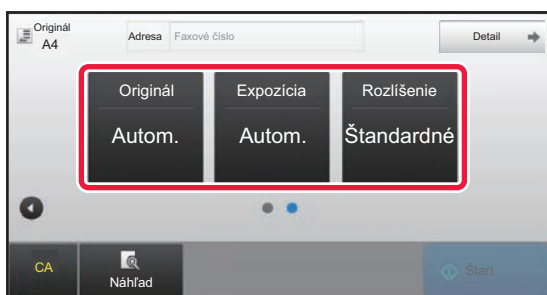 Originál
A4
Adresa Faxové číslo
Detail
Originál Expozícia Rozlíšenie
Autom. Autom. Štandardné
CA
Náhľad
Štart